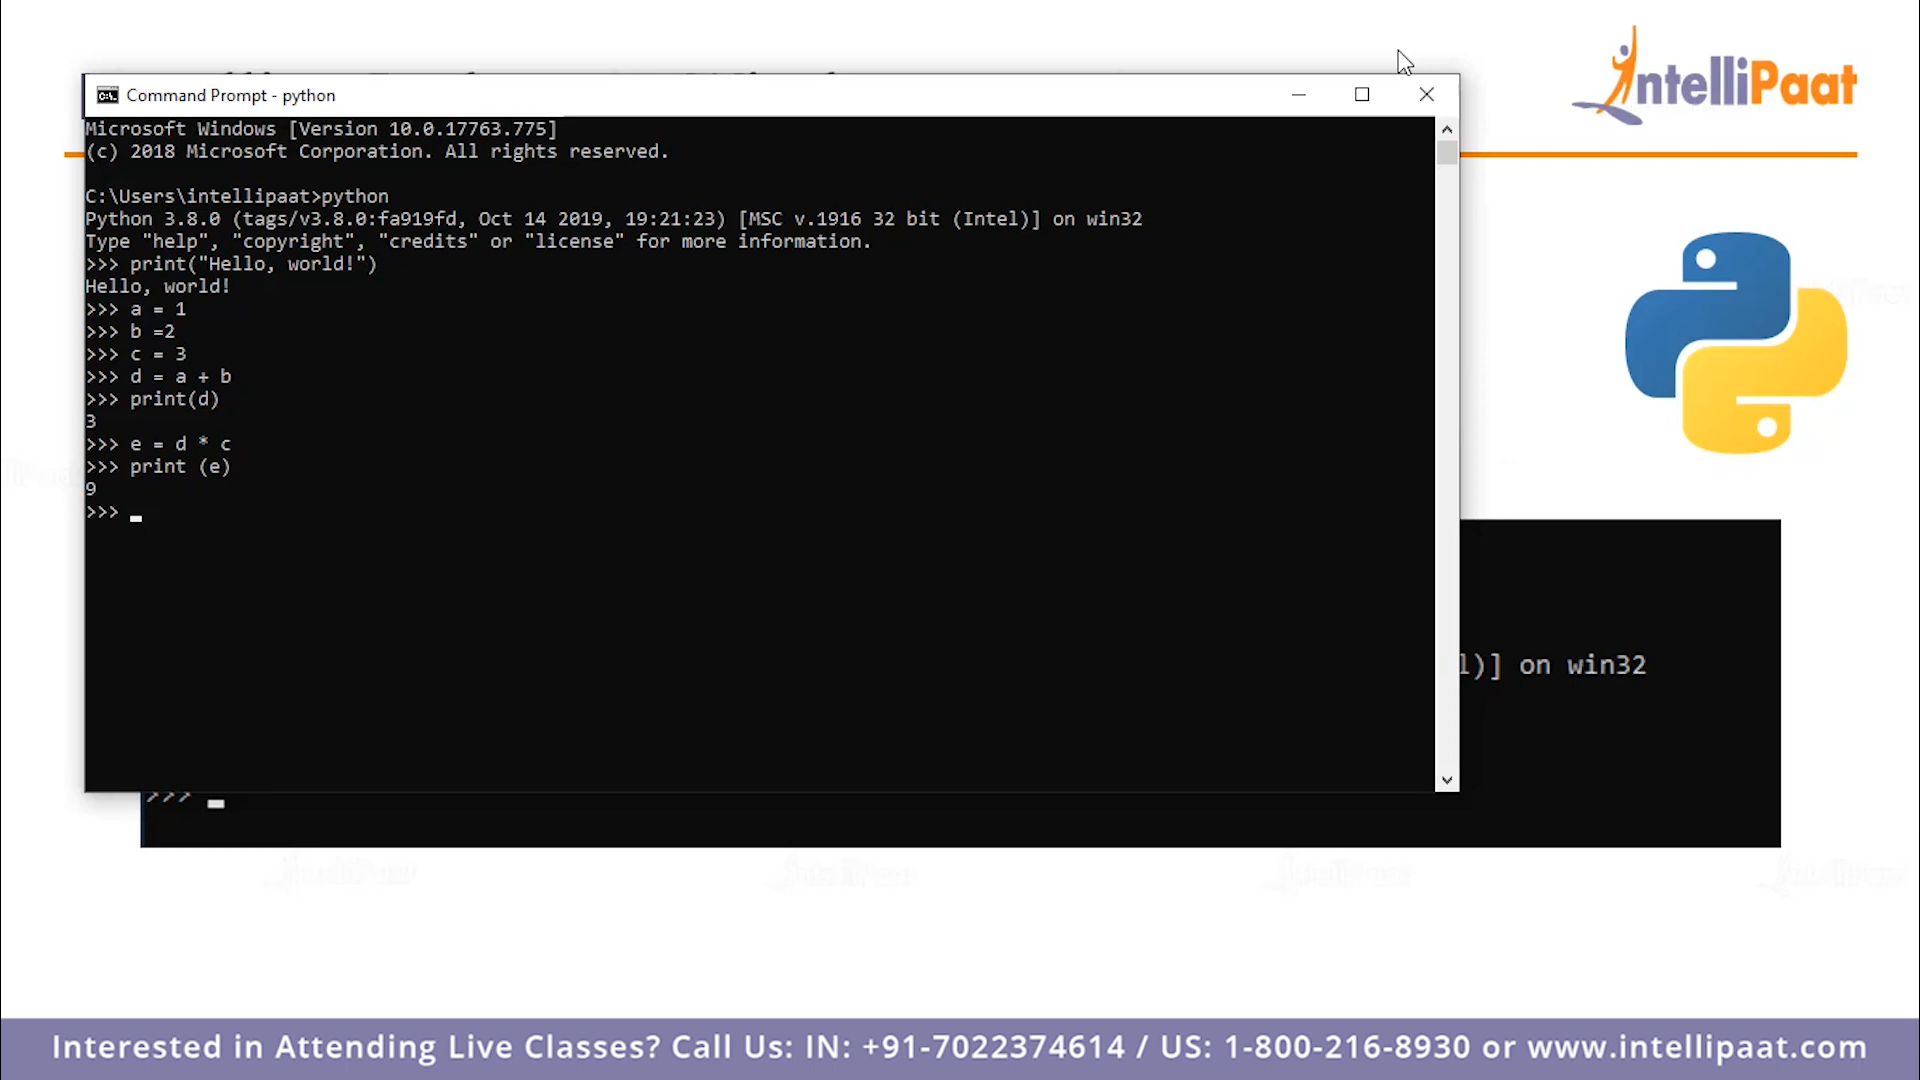 IntelliPaat
Command Prompt - python
Microsoft Windows [Version 10.0.17763.775]
(c) 2018 Microsoft Corporation. All rights reserved.
C:\Users\intellipaat>python
Python 3.8.0 (tags/v3.8.0:fa919fd, Oct 14 2019, 19:21:23) [MSC v.1916 32 bit (Intel)] on win32
Type "help", "copyright", "credits" or "license" for more information.
>>> print("Hello, world!")
Hello, world!
>>> a = 1
>>> b =2
>>> c = 3
>>> d = a + b
>>> print(d)
3
>>> e = d * c
>>> print (e)
9
>>>
l)] on win32
>>>
Interested in Attending Live Classes? Call Us: IN: +91-7022374614 / US: 1-800-216-8930 or www.intellipaat.com